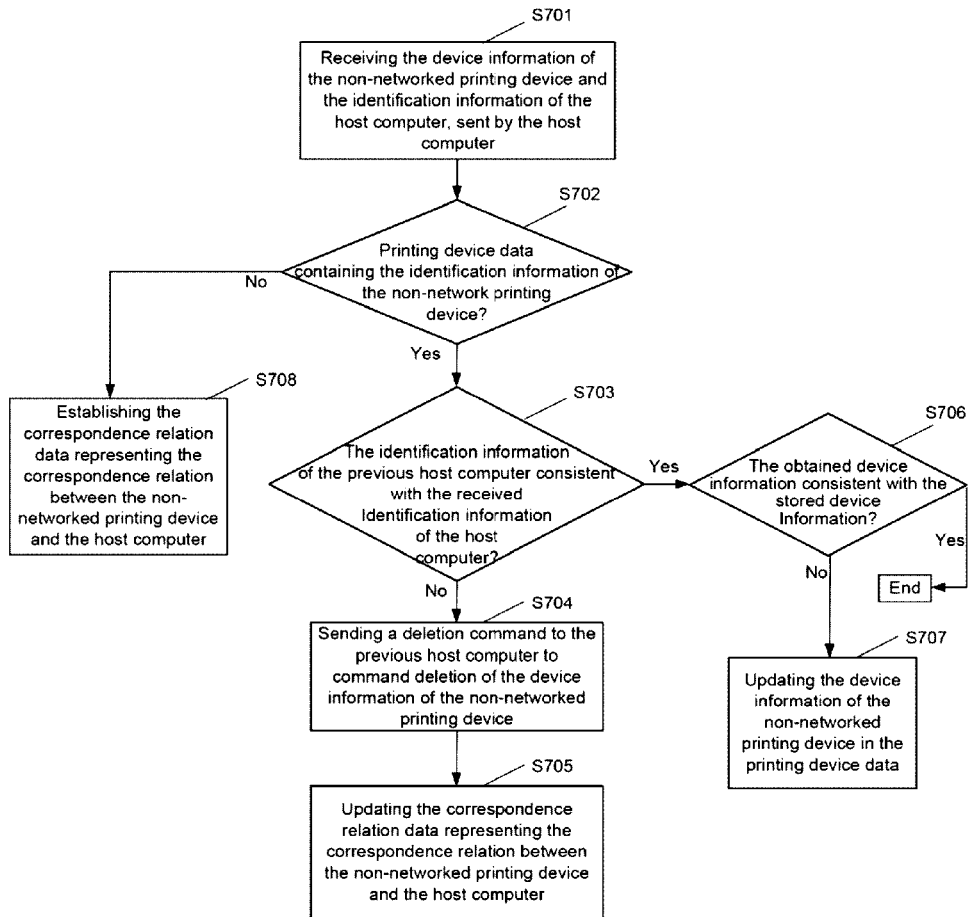 S701
Receiving the device information of
the non-networked printing device and
the identification information of the
host computer, sent by the host
computer
S702
Printing device data
containing the identification information of
the non-network printing
device?
No
Yes
S708
Establishing the
correspondence relation
data representing the
correspondence relation
between the non-
networked printing device
and the host computer
S703
The identification information
of the previous host computer consistent
with the received
Identification information
of the host
computer?
Yes
No
S706
The obtained device
information consistent with the
stored device
Information?
Yes
No
End
S704
Sending a deletion command to the
previous host computer to
command deletion of the device
information of the non-networked
printing device
S707
Updating the device
information of the
non-networked
printing device in the
printing device data
S705
Updating the correspondence
relation data representing the
correspondence relation between
the non-networked printing device
and the host computer